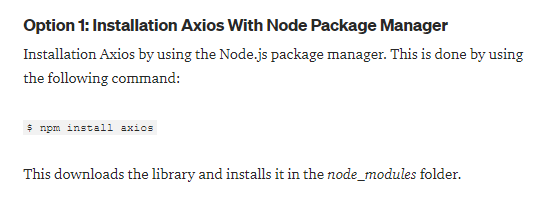 Option 1: Installation Axios With Node Package Manager
Installation Axios by using the Node.js package manager. This is done by using
the following command:
$ npm install axios
This downloads the library and installs it in the node_modules folder.